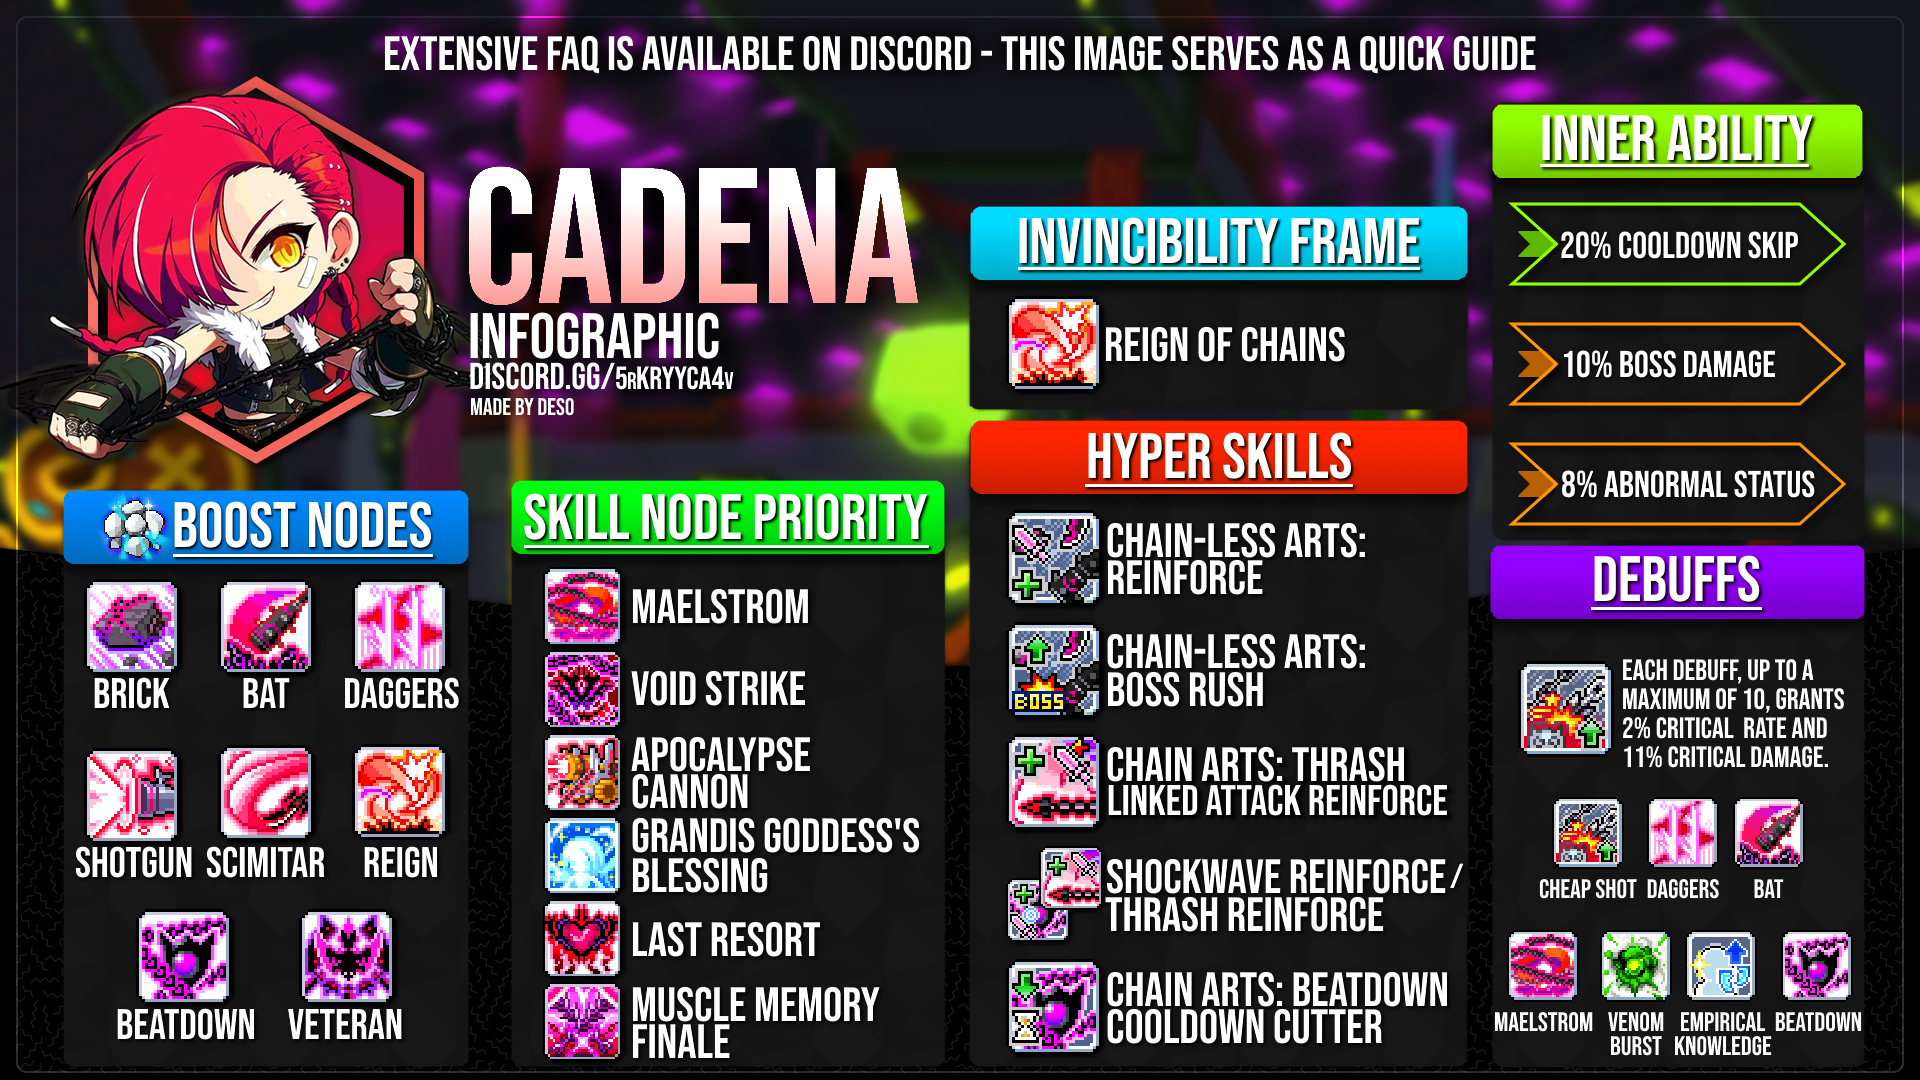 EXTENSIVE FAQ IS AVAILABLE ON DISCORD - THIS IMAGE SERVES AS A QUICK GUIDE
CADENA
INFOGRAPHIC
DISCORD.GG/5RKRYYCA4V
MADE BY DESO
BOOST NODES
BRICK
BAT
DAGGERS
SHOTGUN
SCIMITAR
REIGN
BEATDOWN
VETERAN
SKILL NODE PRIORITY
MAELSTROM
VOID STRIKE
APOCALYPSE
CANNON
GRANDIS GODDESS'S
BLESSING
LAST RESORT
MUSCLE MEMORY
FINALE
INVINCIBILITY FRAME
REIGN OF CHAINS
HYPER SKILLS
CHAIN-LESS ARTS:
REINFORCE
BOSS
CHAIN-LESS ARTS:
BOSS RUSH
CHAIN ARTS: THRASH
LINKED ATTACK REINFORCE
SHOCKWAVE REINFORCE/
THRASH REINFORCE
CHAIN ARTS: BEATDOWN
COOLDOWN CUTTER
INNER ABILITY
20% COOLDOWN SKIP
10% BOSS DAMAGE
8% ABNORMAL STATUS
DEBUFFS
EACH DEBUFF, UP TO A
MAXIMUM OF 10, GRANTS
2% CRITICAL RATE AND
11% CRITICAL DAMAGE.
CHEAP SHOT
DAGGERS
BAT
MAELSTROM
VENOM
BURST
EMPIRICAL
KNOWLEDGE
BEATDOWN